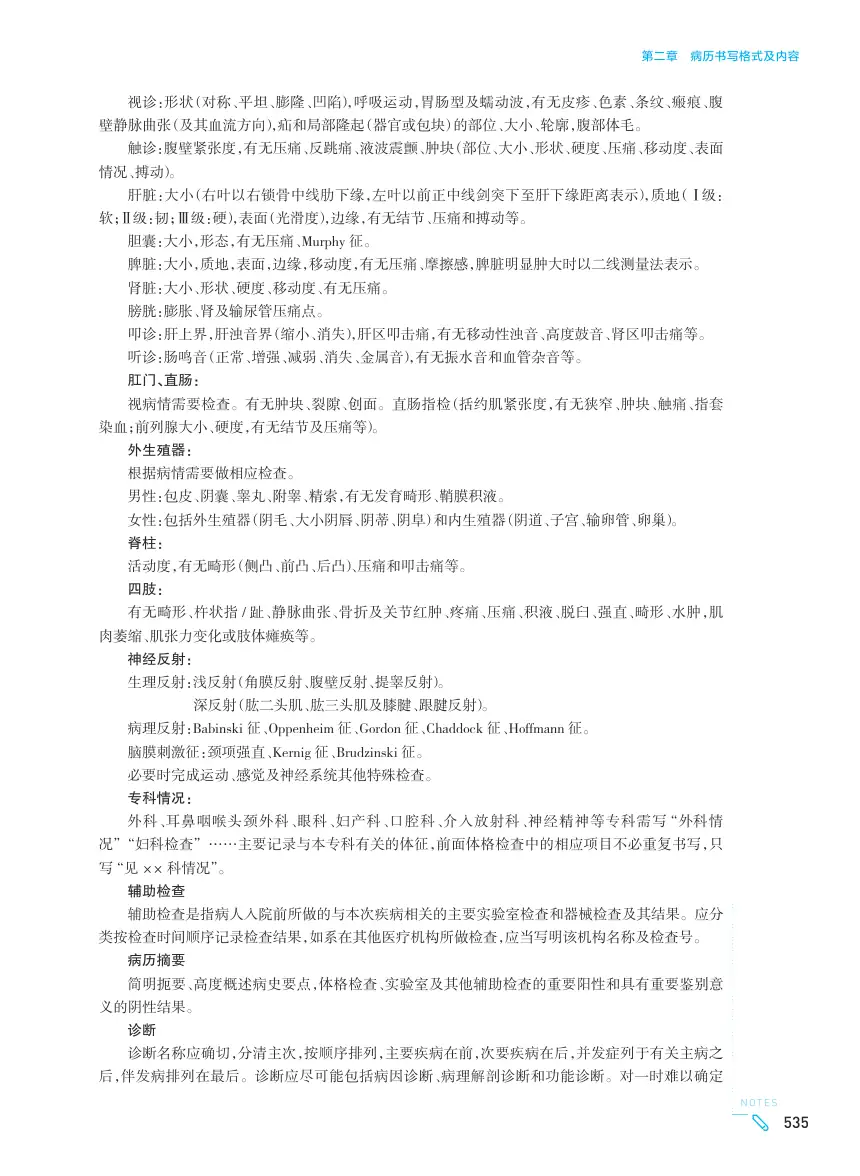 第二章 病历书写格式及内容
视诊:形状(对称、平坦、膨隆、凹陷),呼吸运动,胃肠型及蠕动波,有无皮疹、色素、条纹、瘢痕、腹
壁静脉曲张(及其血流方向),疝和局部隆起(器官或包块)的部位、大小、轮廓,腹部体毛。
触诊:腹壁紧张度,有无压痛、反跳痛、液波震颤、肿块(部位、大小、形状、硬度、压痛、移动度、表面
情况、搏动)。
肝脏:大小(右叶以右锁骨中线肋下缘,左叶以前正中线剑突下至肝下缘距离表示),质地(Ⅰ级:
软;Ⅱ级:韧;Ⅲ级:硬),表面(光滑度),边缘,有无结节、压痛和搏动等。
胆囊:大小,形态,有无压痛、Murphy 征。
脾脏:大小,质地,表面,边缘,移动度,有无压痛、摩擦感,脾脏明显肿大时以二线测量法表示。
肾脏:大小、形状、硬度、移动度、有无压痛。
膀胱:膨胀、肾及输尿管压痛点。
叩诊:肝上界,肝浊音界(缩小、消失),肝区叩击痛,有无移动性浊音、高度鼓音、肾区叩击痛等。
听诊:肠鸣音(正常、增强、减弱、消失、金属音),有无振水音和血管杂音等。
肛门、直肠:
视病情需要检查。有无肿块、裂隙、创面。直肠指检(括约肌紧张度,有无狭窄、肿块、触痛、指套
染血;前列腺大小、硬度,有无结节及压痛等)。
外生殖器:
根据病情需要做相应检查。
男性:包皮、阴囊、睾丸、附睾、精索,有无发育畸形、鞘膜积液。
女性:包括外生殖器(阴毛、大小阴唇、阴蒂、阴阜)和内生殖器(阴道、子宫、输卵管、卵巢)。
脊柱:
活动度,有无畸形(侧凸、前凸、后凸)、压痛和叩击痛等。
四肢:
有无畸形、杵状指 / 趾、静脉曲张、骨折及关节红肿、疼痛、压痛、积液、脱臼、强直、畸形、水肿,肌
肉萎缩、肌张力变化或肢体瘫痪等。
神经反射:
生理反射:浅反射(角膜反射、腹壁反射、提睾反射)。
深反射(肱二头肌、肱三头肌及膝腱、跟腱反射)。
病理反射:Babinski 征、Oppenheim 征、Gordon 征、Chaddock 征、Hoffmann 征。
脑膜刺激征:颈项强直、Kernig 征、Brudzinski 征。
必要时完成运动、感觉及神经系统其他特殊检查。
专科情况:
外科、耳鼻咽喉头颈外科、眼科、妇产科、口腔科、介入放射科、神经精神等专科需写“外科情
况”“妇科检查”……主要记录与本专科有关的体征,前面体格检查中的相应项目不必重复书写,只
写“见 ×× 科情况”。
辅助检查
辅助检查是指病人入院前所做的与本次疾病相关的主要实验室检查和器械检查及其结果。应分
类按检查时间顺序记录检查结果,如系在其他医疗机构所做检查,应当写明该机构名称及检查号。
病历摘要
简明扼要、高度概述病史要点,体格检查、实验室及其他辅助检查的重要阳性和具有重要鉴别意
义的阴性结果。
诊断
诊断名称应确切,分清主次,按顺序排列,主要疾病在前,次要疾病在后,并发症列于有关主病之
后,伴发病排列在最后。诊断应尽可能包括病因诊断、病理解剖诊断和功能诊断。对一时难以确定
NOTES
535